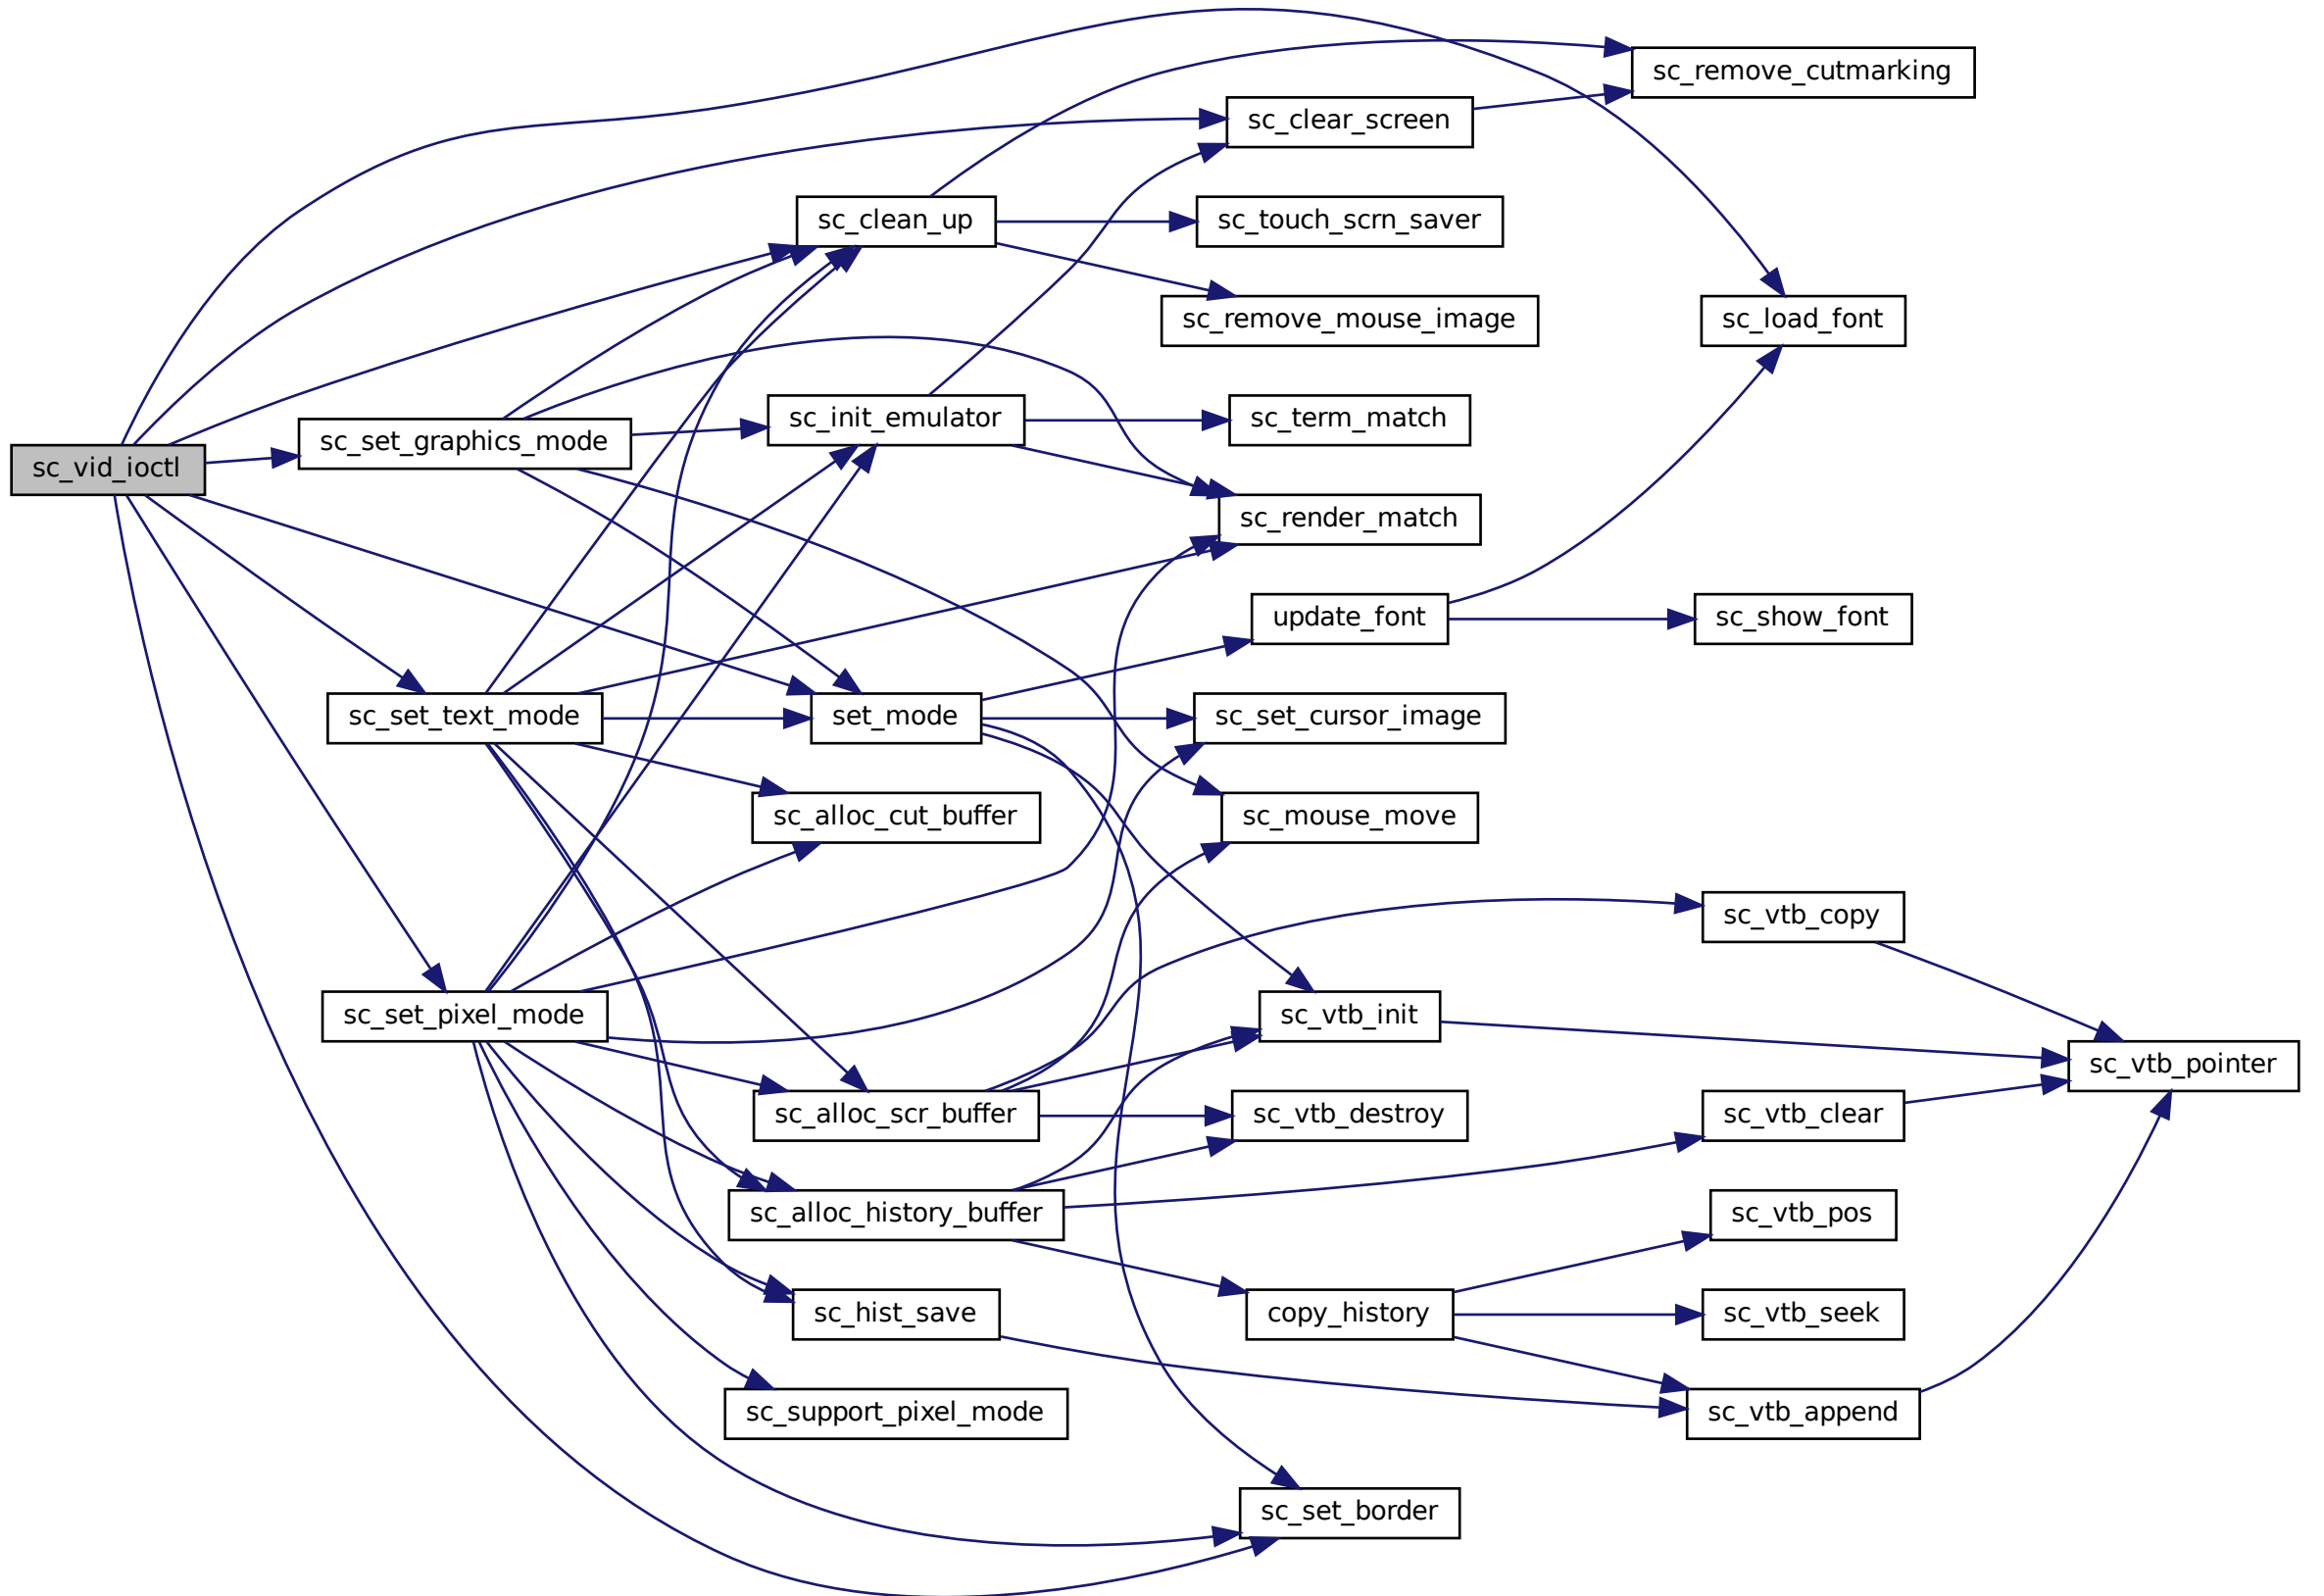 sc_remove_cutmarking
sc_clear_screen
sc_clean_up
sc_touch_scrn_saver
sc_remove_mouse_image
sc_load_font
sc_init_emulator
sc_term_match
sc_set_graphics_mode
sc_vid_ioctl
sc_render_match
update_font
sc_show_font
sc_set_text_mode
set_mode
sc_set_cursor_image
sc_alloc_cut_buffer
sc_mouse_move
sc_vtb_copy
sc_set_pixel_mode
sc_vtb_init
sc_vtb_pointer
sc_alloc_scr_buffer
sc_vtb_destroy
sc_vtb_clear
sc_alloc_history_buffer
sc_vtb_pos
sc_hist_save
copy_history
sc_vtb_seek
sc_support_pixel_mode
sc_vtb_append
sc_set_border